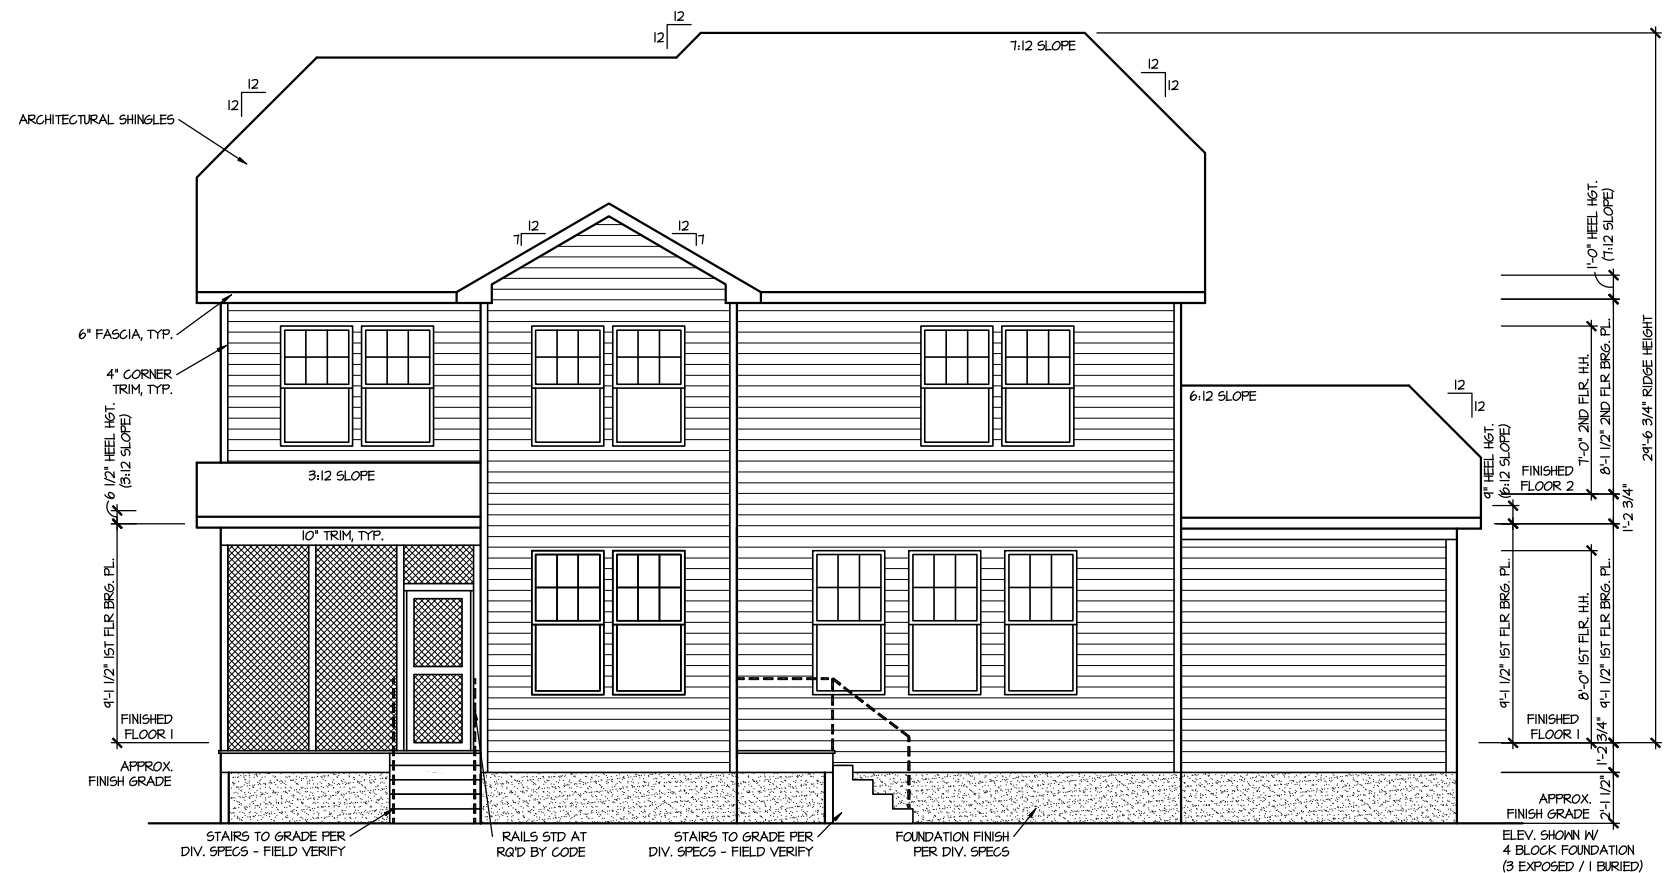 12
12
7:12 SLOPE
12
12
12
12
ARCHITECTURAL SHINGLES
12
7
12
7
6" FASCIA, TYP.
4" CORNER
TRIM, TYP.
6 1/2" HEEL HGT.
(3:12 SLOPE)
3:12 SLOPE
10" TRIM, TYP.
9'-1 1/2" 1ST FLR BRG. PL.
FINISHED
FLOOR 1
APPROX.
FINISH GRADE
STAIRS TO GRADE PER
DIV. SPECS - FIELD VERIFY
RAILS STD AT
RQ'D BY CODE
STAIRS TO GRADE PER
DIV. SPECS - FIELD VERIFY
FOUNDATION FINISH
PER DIV. SPECS
6:12 SLOPE
12
12
1'-0" HEEL HGT.
(7:12 SLOPE)
29'-6 3/4" RIDGE HEIGHT
7'-0" 2ND FLR. H.H.
8'-1 1/2" 2ND FLR BRG. PL.
9" HEEL HGT.
(6:12 SLOPE)
FINISHED
FLOOR 2
1'-2 3/4"
9'-1 1/2" 1ST FLR BRG. PL.
8'-0" 1ST FLR. H.H.
9'-1 1/2" 1ST FLR BRG. PL.
FINISHED
FLOOR 1
1'-2 3/4"
2'-1 1/2"
APPROX.
FINISH GRADE
ELEV. SHOWN W/
4 BLOCK FOUNDATION
(3 EXPOSED / 1 BURIED)